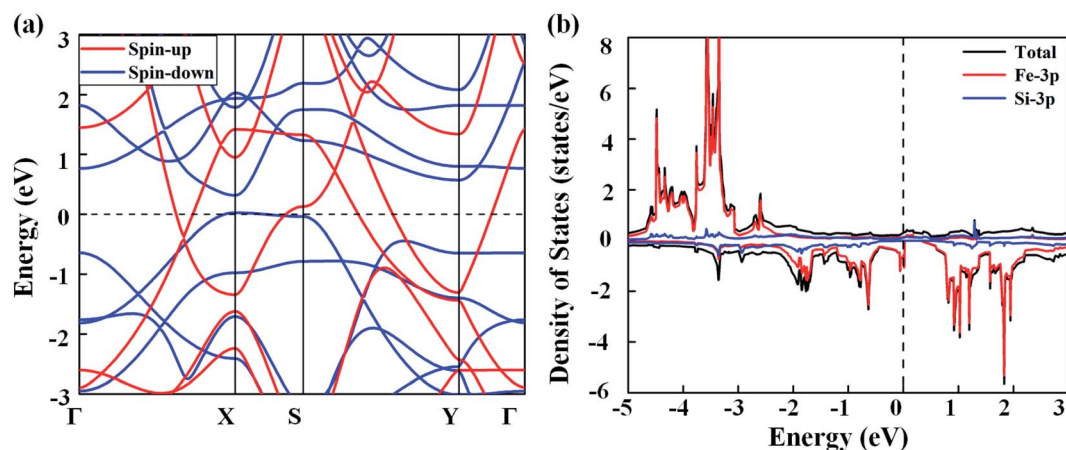 (a)
3
2
1
0
-1
-2
-3
Energy (eV)
Spin-up
Spin-down
Γ X S Y Γ
(b)
8
6
4
2
0
-2
-4
-6
Density of States (states/eV)
Total
Fe-3p
Si-3p
-5 -4 -3 -2 -1 0 1 2 3
Energy (eV)